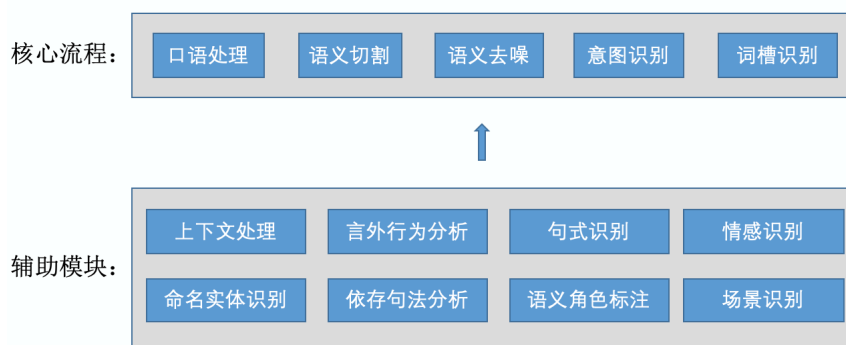 核心流程： 口语处理 语义切割 语义去噪 意图识别 词槽识别
上下文处理 言外行为分析 句式识别 情感识别
辅助模块：
命名实体识别 依存句法分析 语义角色标注 场景识别